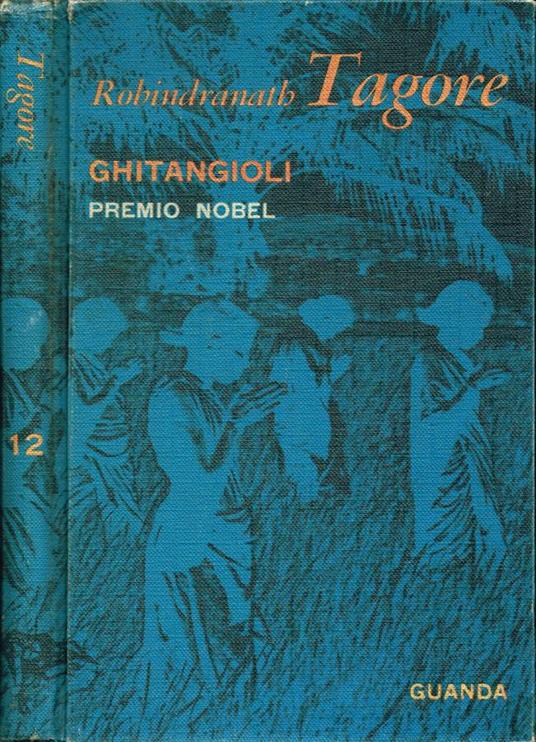 Tagore
12
Robindranath Tagore
GHITANGIOLI
PREMIO NOBEL
GUANDA